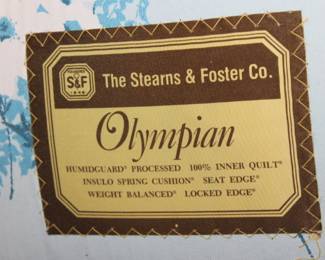 S&F
1846
The Stearns & Foster Co.
Olympian
HUMIDGUARD® PROCESSED 100% INNER QUILT®
INSULO SPRING CUSHION® SEAT EDGE®
WEIGHT BALANCED® LOCKED EDGE®